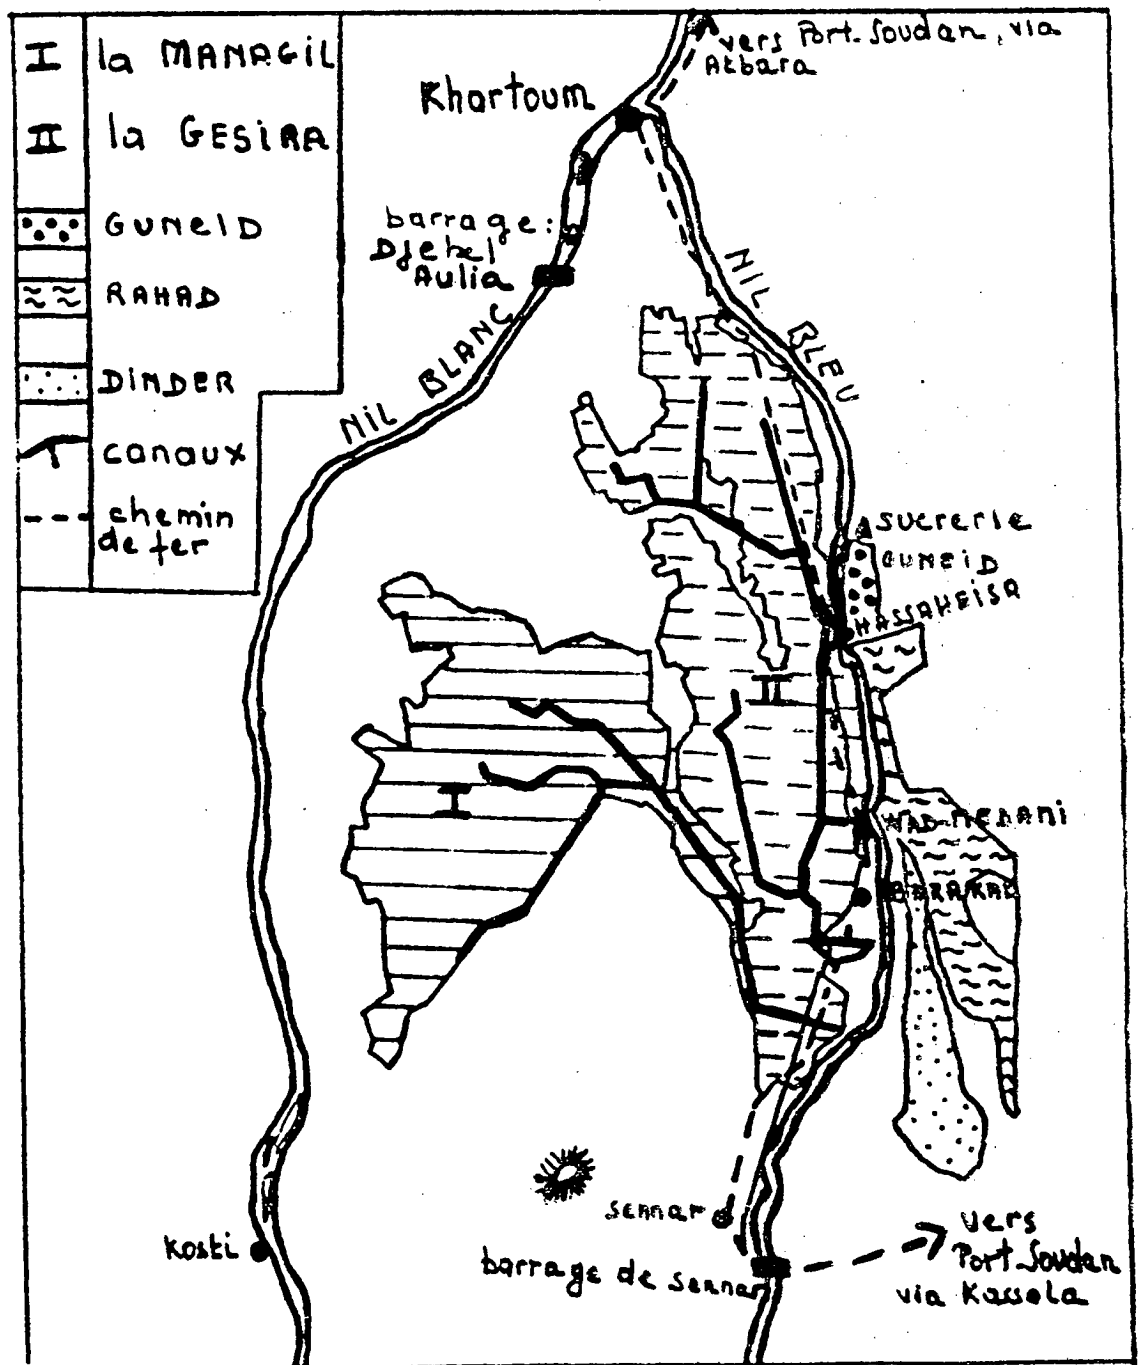 I la MANAGIL
II la GESIRA
GUNEID
RAHAD
DINDER
canaux
chemin
de fer
vers Port-Soudan, via
Atbara
Khartoum
barrage:
Djebel
Aulia
NIL BLANC
NIL BLEU
SUCRERIE
GUNEID
HASSAHEISA
II
I
WAD-MEDANI
BARAKAT
sennar
Kosti
barrage de sennar
vers
Port Soudan
via Kassala